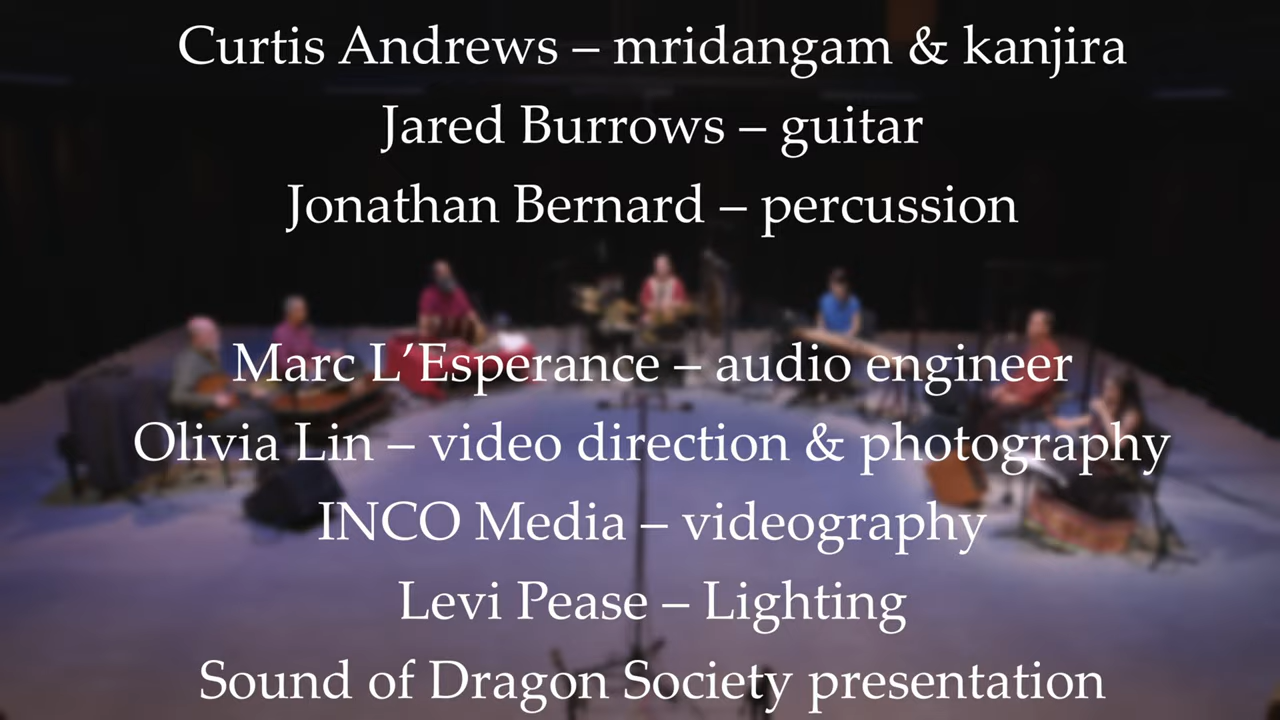 Curtis Andrews – mridangam & kanjira
Jared Burrows – guitar
Jonathan Bernard – percussion
Marc L’Esperance – audio engineer
Olivia Lin – video direction & photography
INCO Media – videography
Levi Pease – Lighting
Sound of Dragon Society presentation